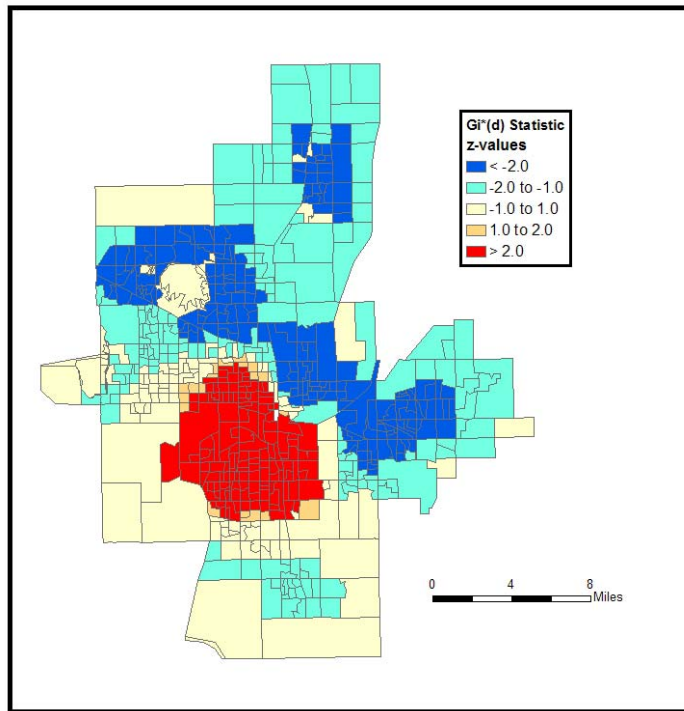 Gi*(d) Statistic
z-values
< -2.0
-2.0 to -1.0
-1.0 to 1.0
1.0 to 2.0
> 2.0
0 4 8
Miles